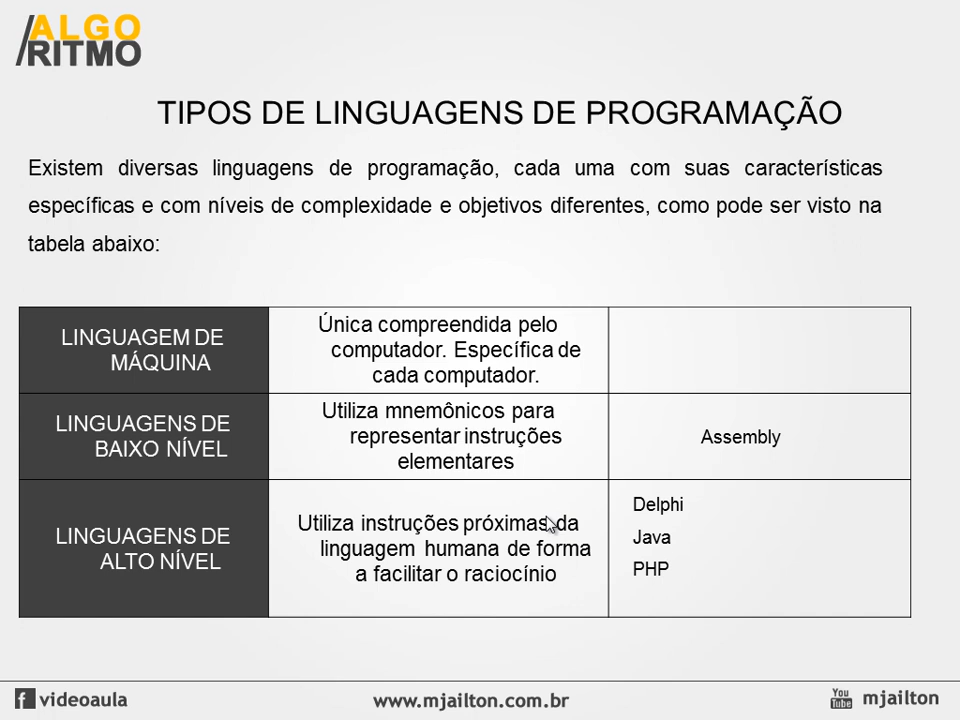 ALGO
RITMO
TIPOS DE LINGUAGENS DE PROGRAMAÇÃO
Existem diversas linguagens de programação, cada uma com suas características
específicas e com níveis de complexidade e objetivos diferentes, como pode ser visto na
tabela abaixo:
LINGUAGEM DE
MÁQUINA
Única compreendida pelo
computador. Específica de
cada computador.
LINGUAGENS DE
BAIXO NÍVEL
Utiliza mnemônicos para
representar instruções
elementares
Assembly
LINGUAGENS DE
ALTO NÍVEL
Utiliza instruções próximas da
linguagem humana de forma
a facilitar o raciocínio
Delphi
Java
PHP
videoaula
www.mjailton.com.br
You
Tube
mjailton